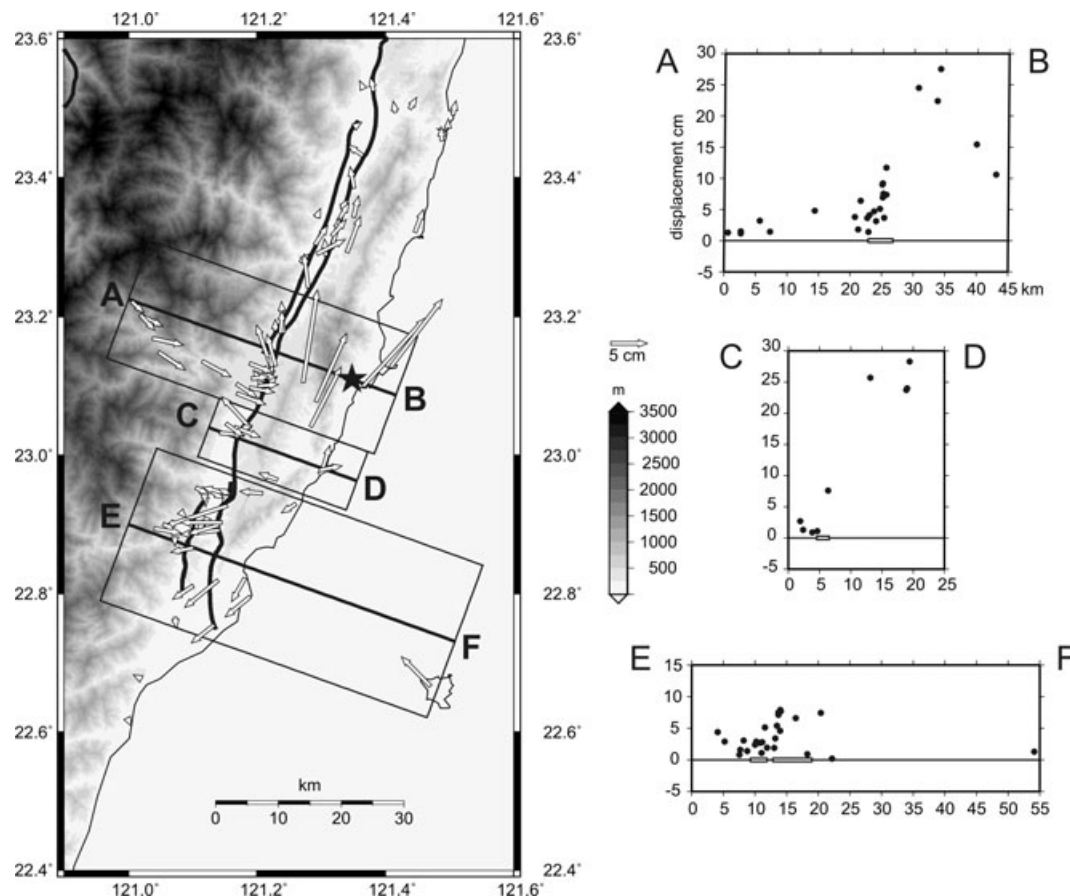 121.0° 121.2° 121.4°
23.6° 23.6°
23.4° 23.4°
23.2° 23.2°
23.0° 23.0°
22.8° 22.8°
22.6° 22.6°
22.4° 22.4°
121.0° 121.2° 121.4° 121.6°
A
B
C
D
E
F
km
0 10 20 30
5 cm
m
3500
3000
2500
2000
1500
1000
500
A B
displacement cm
30
25
20
15
10
5
0
-5
0 5 10 15 20 25 30 35 40 45 km
C D
30
25
20
15
10
5
0
-5
0 5 10 15 20 25
E F
15
10
5
0
-5
0 5 10 15 20 25 30 35 40 45 50 55